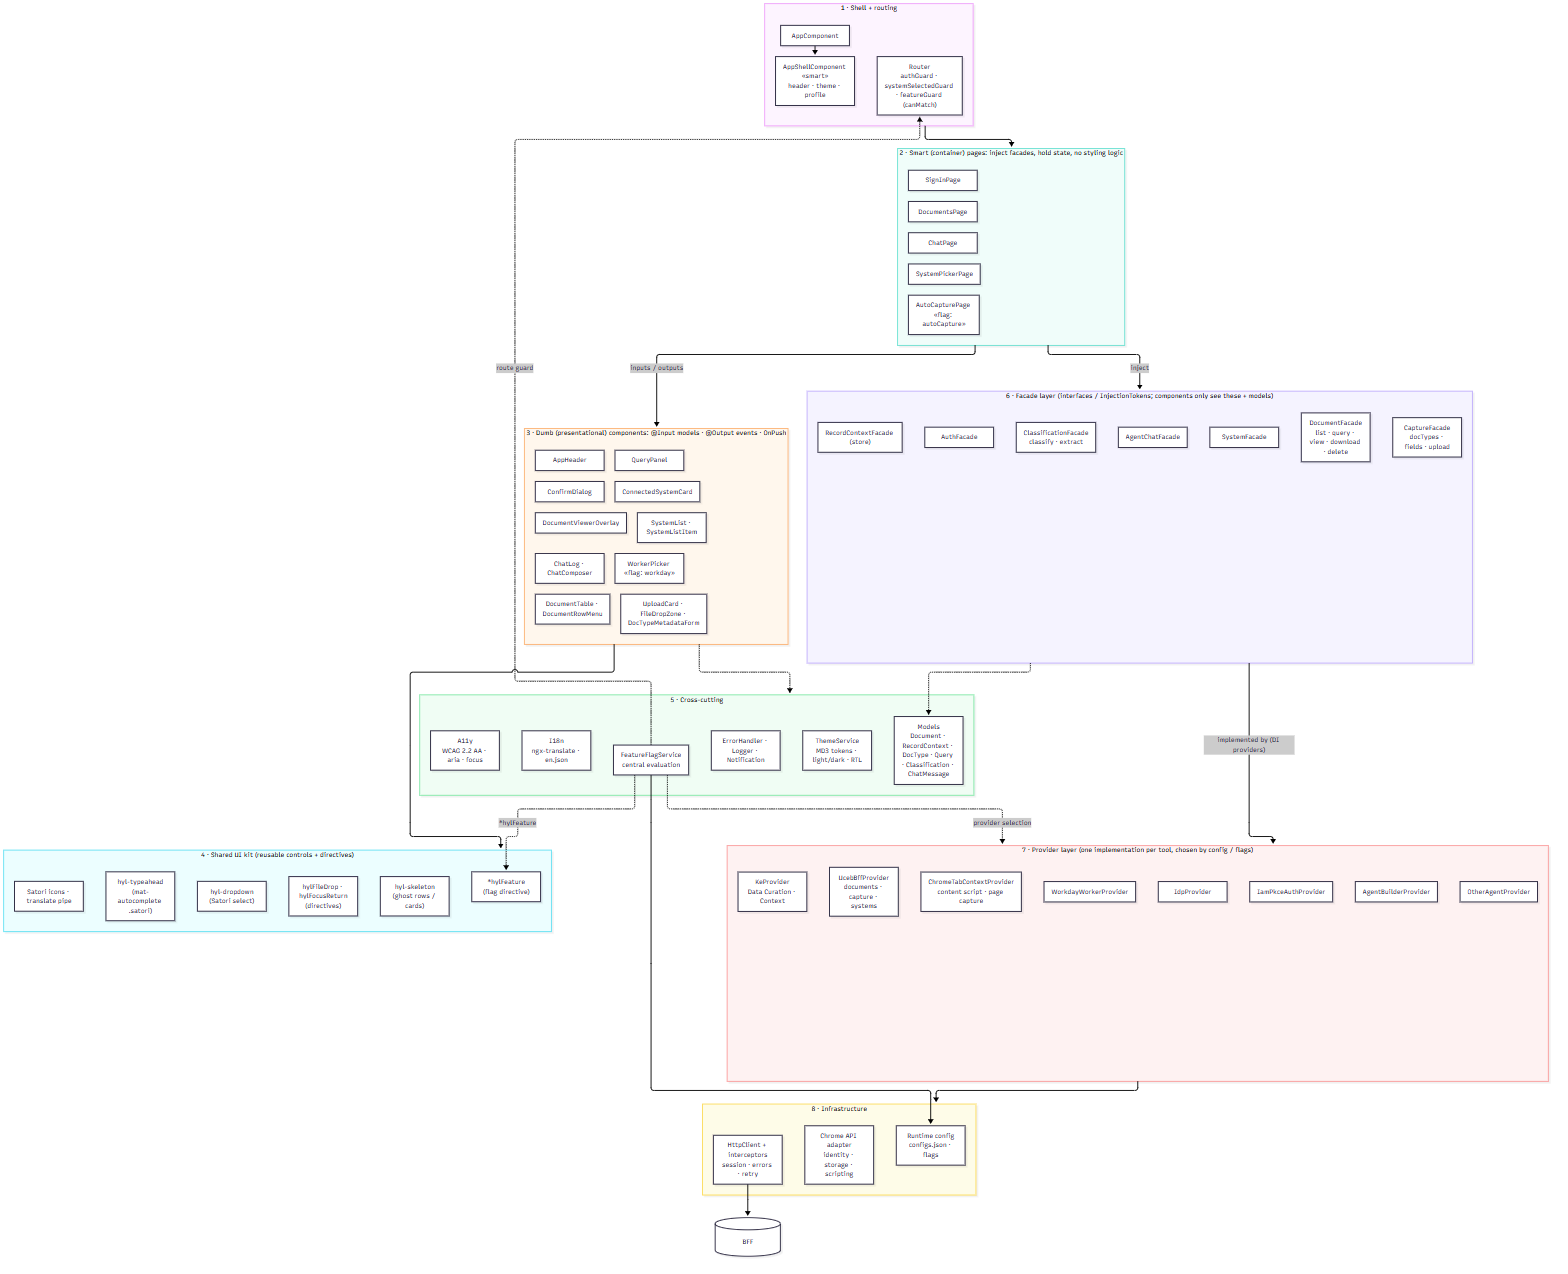 1 · Shell + routing
AppComponent
AppShellComponent
«smart»
header · theme ·
profile
Router
authGuard ·
systemSelectedGuard
· featureGuard
(canMatch)
2 · Smart (container) pages: inject facades, hold state, no styling logic
SignInPage
DocumentsPage
ChatPage
SystemPickerPage
AutoCapturePage
«flag:
autoCapture»
route guard
inputs / outputs
inject
3 · Dumb (presentational) components: @Input models · @Output events · OnPush
AppHeader
QueryPanel
ConfirmDialog
ConnectedSystemCard
DocumentViewerOverlay
SystemList ·
SystemListItem
ChatLog ·
ChatComposer
WorkerPicker
«flag: workday»
DocumentTable ·
DocumentRowMenu
UploadCard ·
FileDropZone ·
DocTypeMetadataForm
6 · Facade layer (interfaces / InjectionTokens; components only see these + models)
RecordContextFacade
(store)
AuthFacade
ClassificationFacade
classify · extract
AgentChatFacade
SystemFacade
DocumentFacade
list · query ·
view · download
· delete
CaptureFacade
docTypes ·
fields · upload
5 · Cross-cutting
A11y
WCAG 2.2 AA ·
aria · focus
I18n
ngx-translate ·
en.json
FeatureFlagService
central evaluation
ErrorHandler ·
Logger ·
Notification
ThemeService
MD3 tokens ·
light/dark · RTL
Models
Document ·
RecordContext ·
DocType · Query
· Classification ·
ChatMessage
implemented by (DI
providers)
*hylFeature
provider selection
4 · Shared UI kit (reusable controls + directives)
Satori icons ·
translate pipe
hyl-typeahead
(mat-
autocomplete
.satori)
hyl-dropdown
(Satori select)
hylFileDrop ·
hylFocusReturn
(directives)
hyl-skeleton
(ghost rows /
cards)
*hylFeature
(flag directive)
7 · Provider layer (one implementation per tool, chosen by config / flags)
KeProvider
Data Curation ·
Context
UcebBffProvider
documents ·
capture ·
systems
ChromeTabContextProvider
content script · page
capture
WorkdayWorkerProvider
IdpProvider
IamPkceAuthProvider
AgentBuilderProvider
OtherAgentProvider
8 · Infrastructure
HttpClient +
interceptors
session · errors
· retry
Chrome API
adapter
identity ·
storage ·
scripting
Runtime config
configs.json ·
flags
BFF